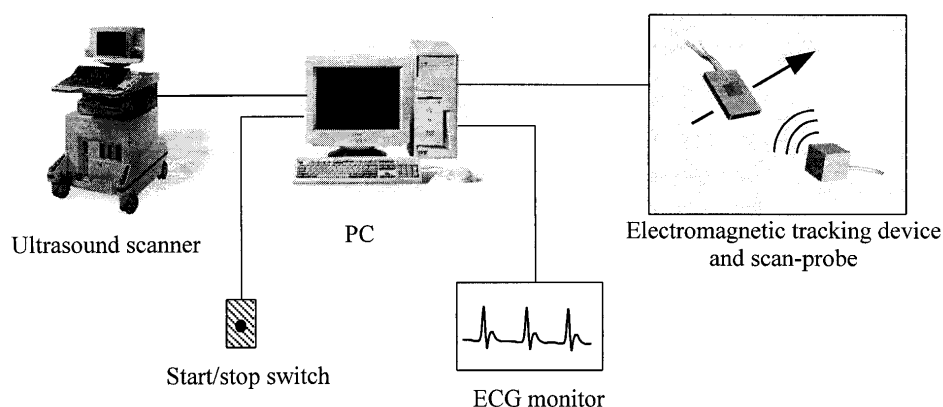 Ultrasound scanner
PC
Electromagnetic tracking device
and scan-probe
Start/stop switch
ECG monitor